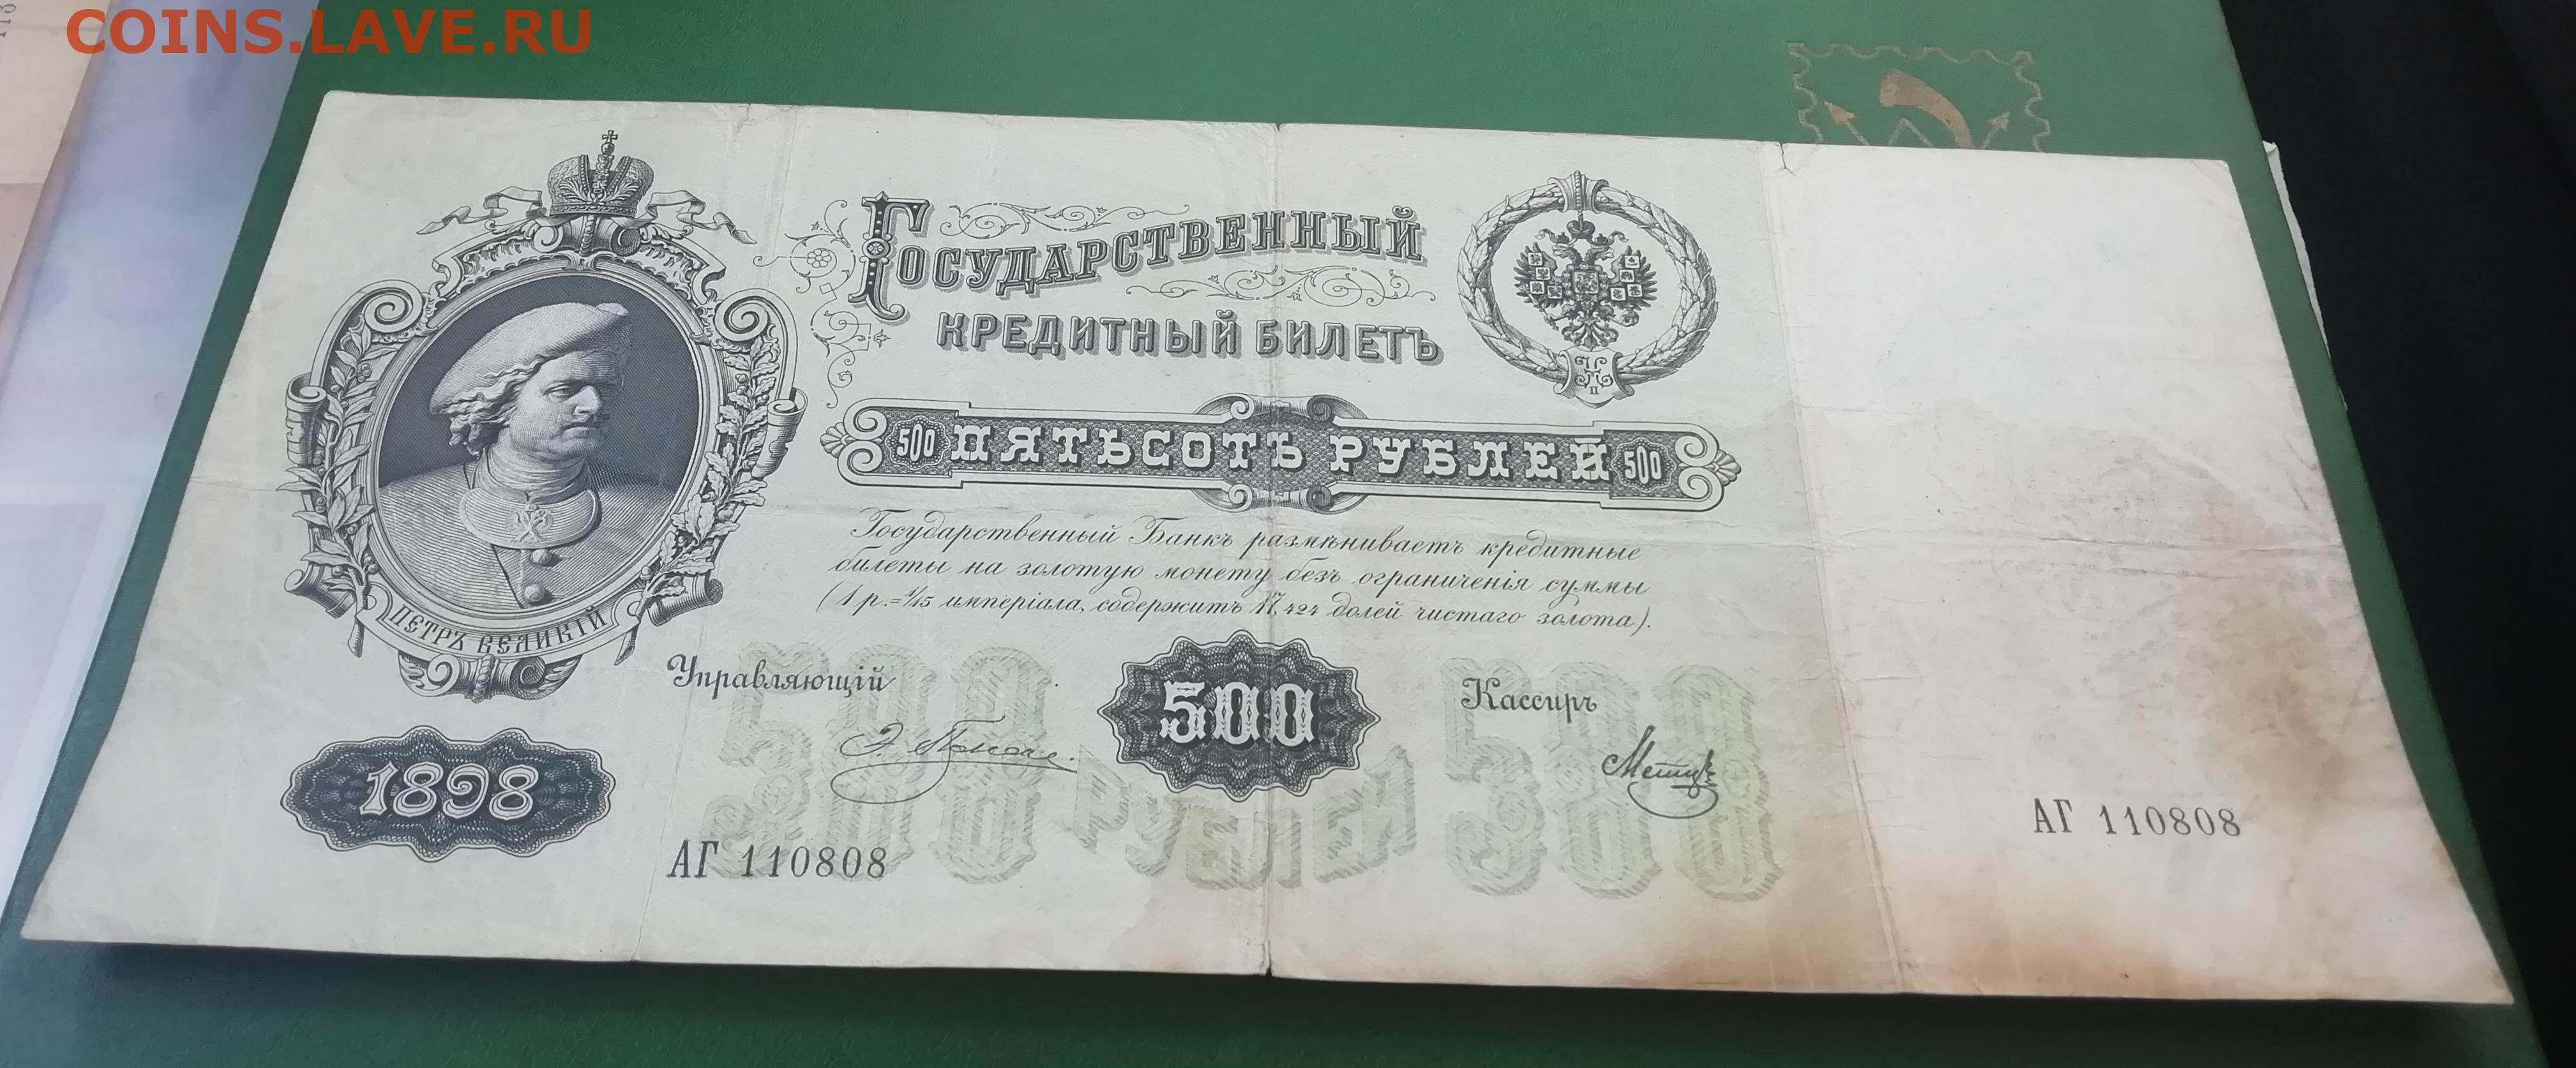 COINS.LAVE.RU
ГОСУДАРСТВЕННЫЙ
КРЕДИТНЫЙ БИЛЕТЪ
500 ПЯТЬСОТЪ РУБЛЕЙ 500
Государственный Банкъ размѣниваетъ кредитные
билеты на золотую монету безъ ограниченія суммы
(1 р.=1/15 имперіала, содержитъ 17,424 долей чистаго золота).
ПЕТРЪ ВЕЛИКІЙ
Управляющій
Кассиръ
500
500 РУБЛЕЙ 500
1898
АГ 110808
АГ 110808